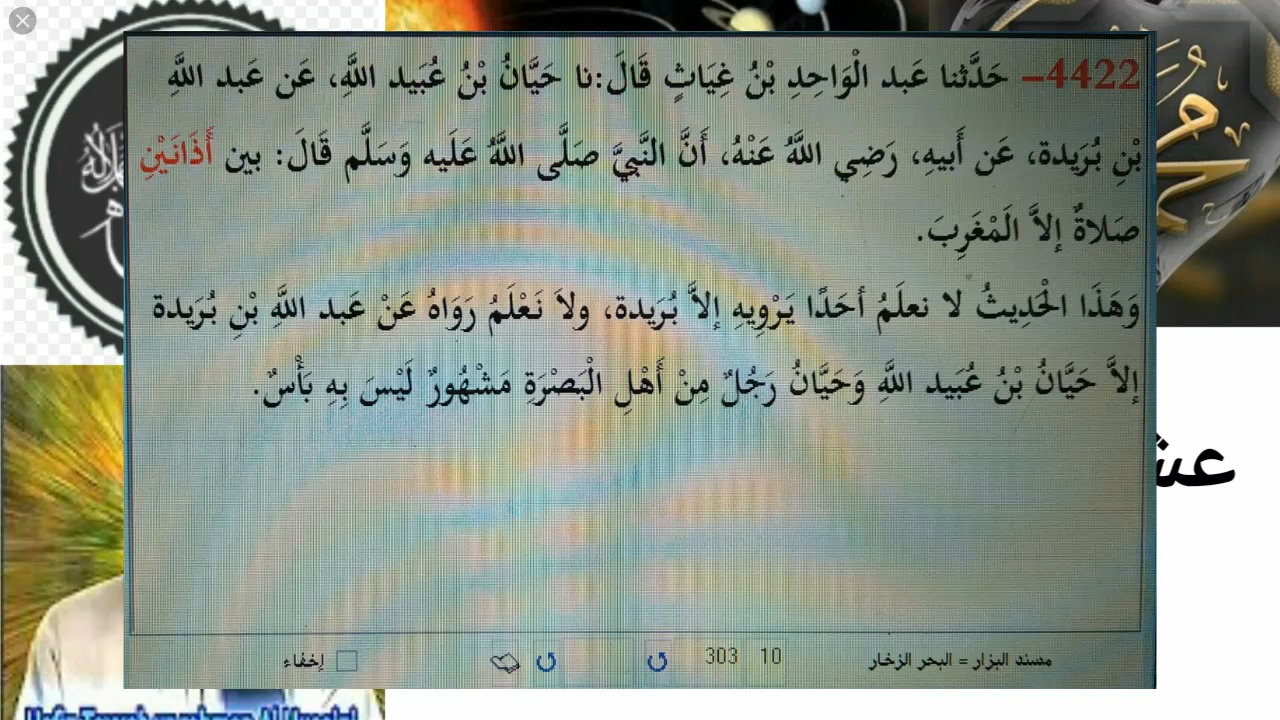 4422- حَدَّثنا عَبد الْوَاحِدِ بْنُ غِيَاثٍ قَالَ:نا حَيَّانُ بْنُ عُبَيد اللَّهِ، عَن عَبد اللَّهِ
بْنِ بُرَيدة، عَن أَبيهِ، رَضِي اللَّهُ عَنْهُ، أَنَّ النَّبِيَّ صَلَّى اللَّهُ عَلَيه وَسَلَّم قَالَ: بين أَذَانَيْنِ
صَلاةٌ إلاَّ الَمْغَرِبَ.
وَهَذَا الْحَدِيثُ لا نعلَمُ أحَدًا يَرْوِيهِ إلاَّ بُرَيدة، ولاَ نَعْلَمُ رَوَاهُ عَنْ عَبد اللَّهِ بْنِ بُرَيدة
إلاَّ حَيَّانُ بْنُ عُبَيد اللَّهِ وَحَيَّانُ رَجُلٌ مِنْ أَهْلِ الْبَصْرَةِ مَشْهُورٌ لَيْسَ بِهِ بَأْسٌ.
مسند البزار = البحر الزخار 10 303 إخفاء
محمد